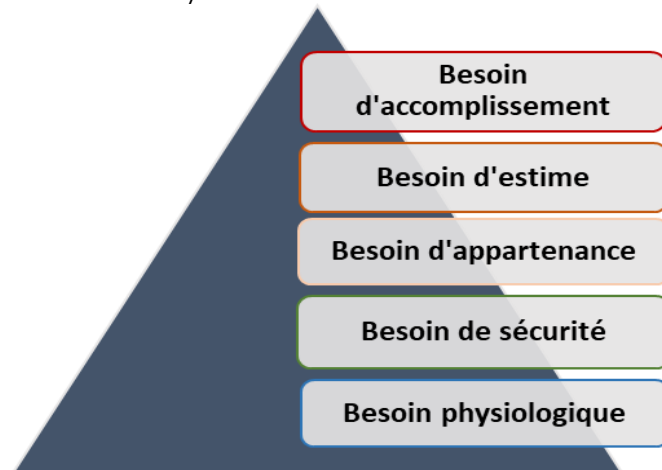 Besoin
d'accomplissement
Besoin d'estime
Besoin d'appartenance
Besoin de sécurité
Besoin physiologique